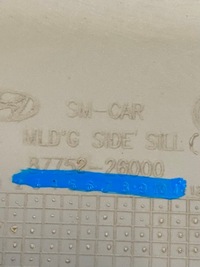 SM-CAR
MLD'G SIDE SILL
87752-26000